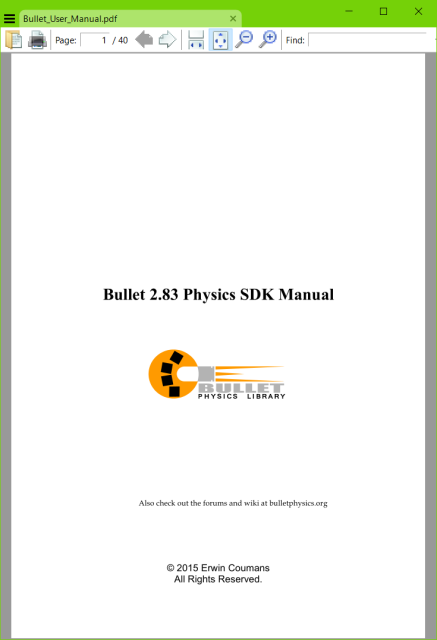 Bullet_User_Manual.pdf
Page: 1 / 40 Find:
Bullet 2.83 Physics SDK Manual
BULLET
PHYSICS LIBRARY
Also check out the forums and wiki at bulletphysics.org
© 2015 Erwin Coumans
All Rights Reserved.